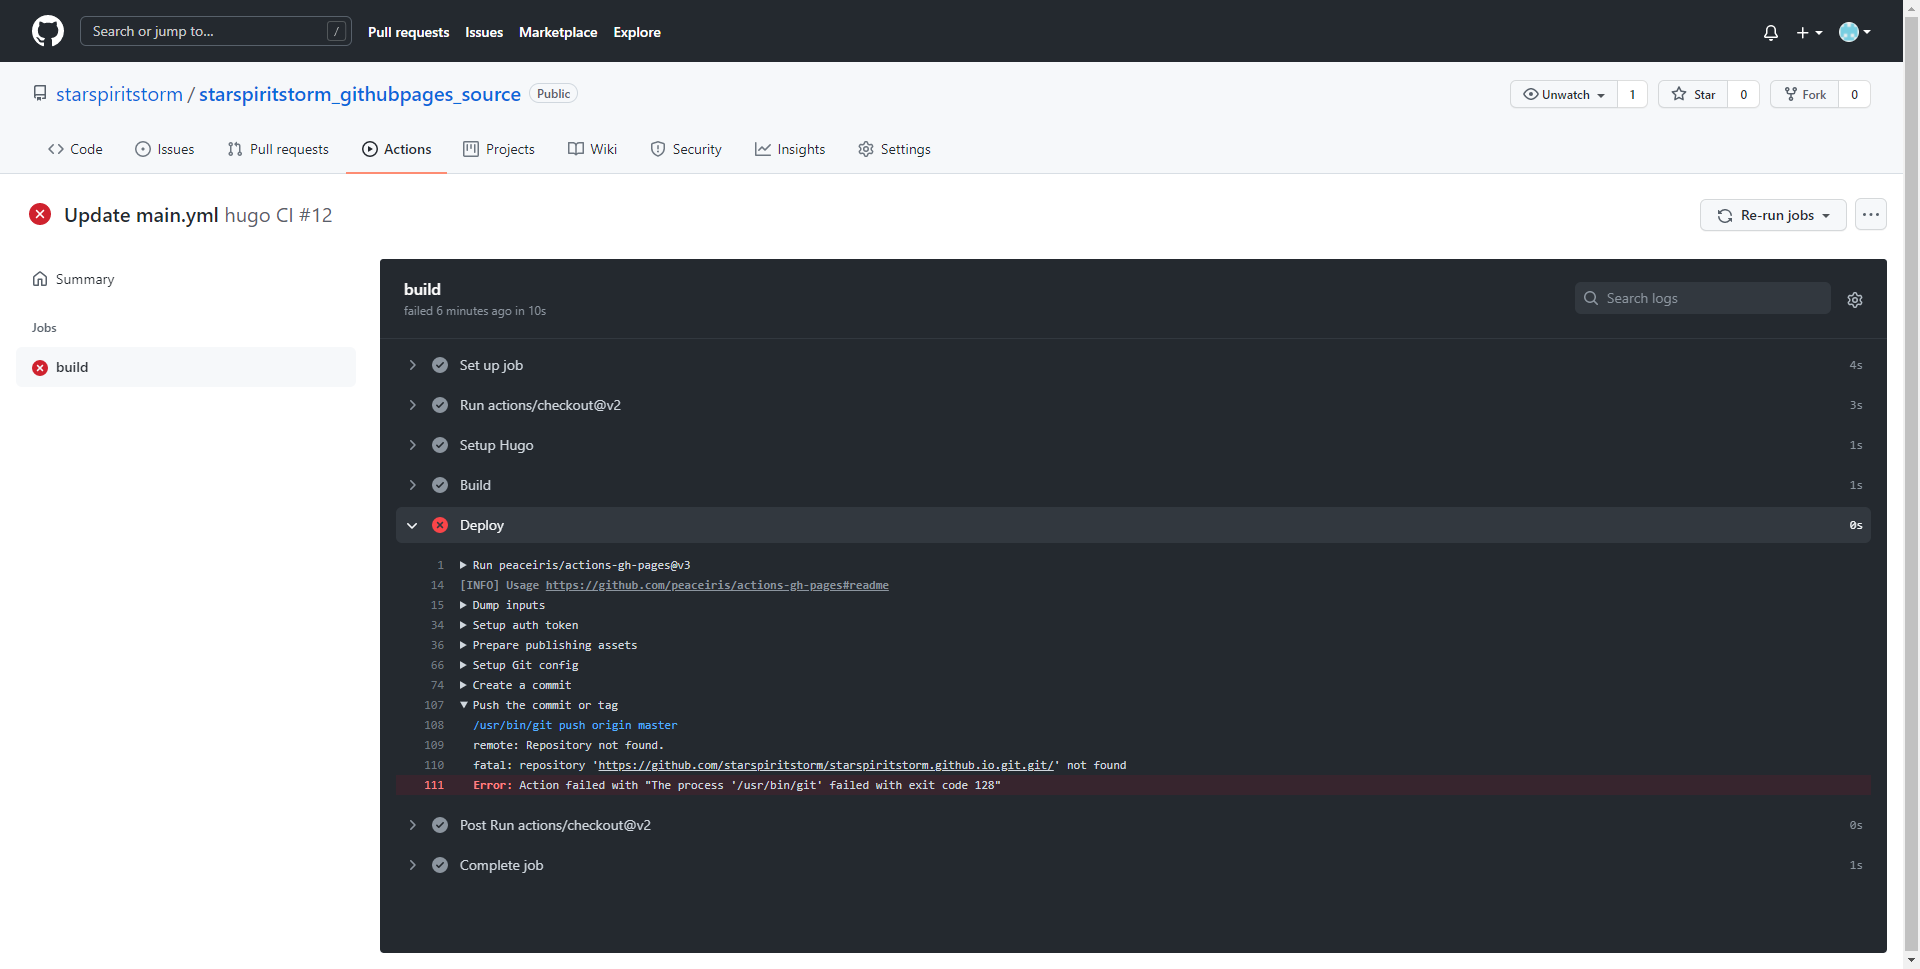 Search or jump to... /
Pull requests Issues Marketplace Explore
starspiritstorm / starspiritstorm_githubpages_source Public
Unwatch 1 Star 0 Fork 0
Code Issues Pull requests Actions Projects Wiki Security Insights Settings
Update main.yml hugo CI #12
Re-run jobs
Summary
Jobs
build
build
failed 6 minutes ago in 10s
Search logs
Set up job 4s
Run actions/checkout@v2 3s
Setup Hugo 1s
Build 1s
Deploy 0s
1 Run peaceiris/actions-gh-pages@v3
14 [INFO] Usage https://github.com/peaceiris/actions-gh-pages#readme
15 Dump inputs
34 Setup auth token
36 Prepare publishing assets
66 Setup Git config
74 Create a commit
107 Push the commit or tag
108 /usr/bin/git push origin master
109 remote: Repository not found.
110 fatal: repository 'https://github.com/starspiritstorm/starspiritstorm.github.io.git.git/' not found
111 Error: Action failed with "The process '/usr/bin/git' failed with exit code 128"
Post Run actions/checkout@v2 0s
Complete job 1s